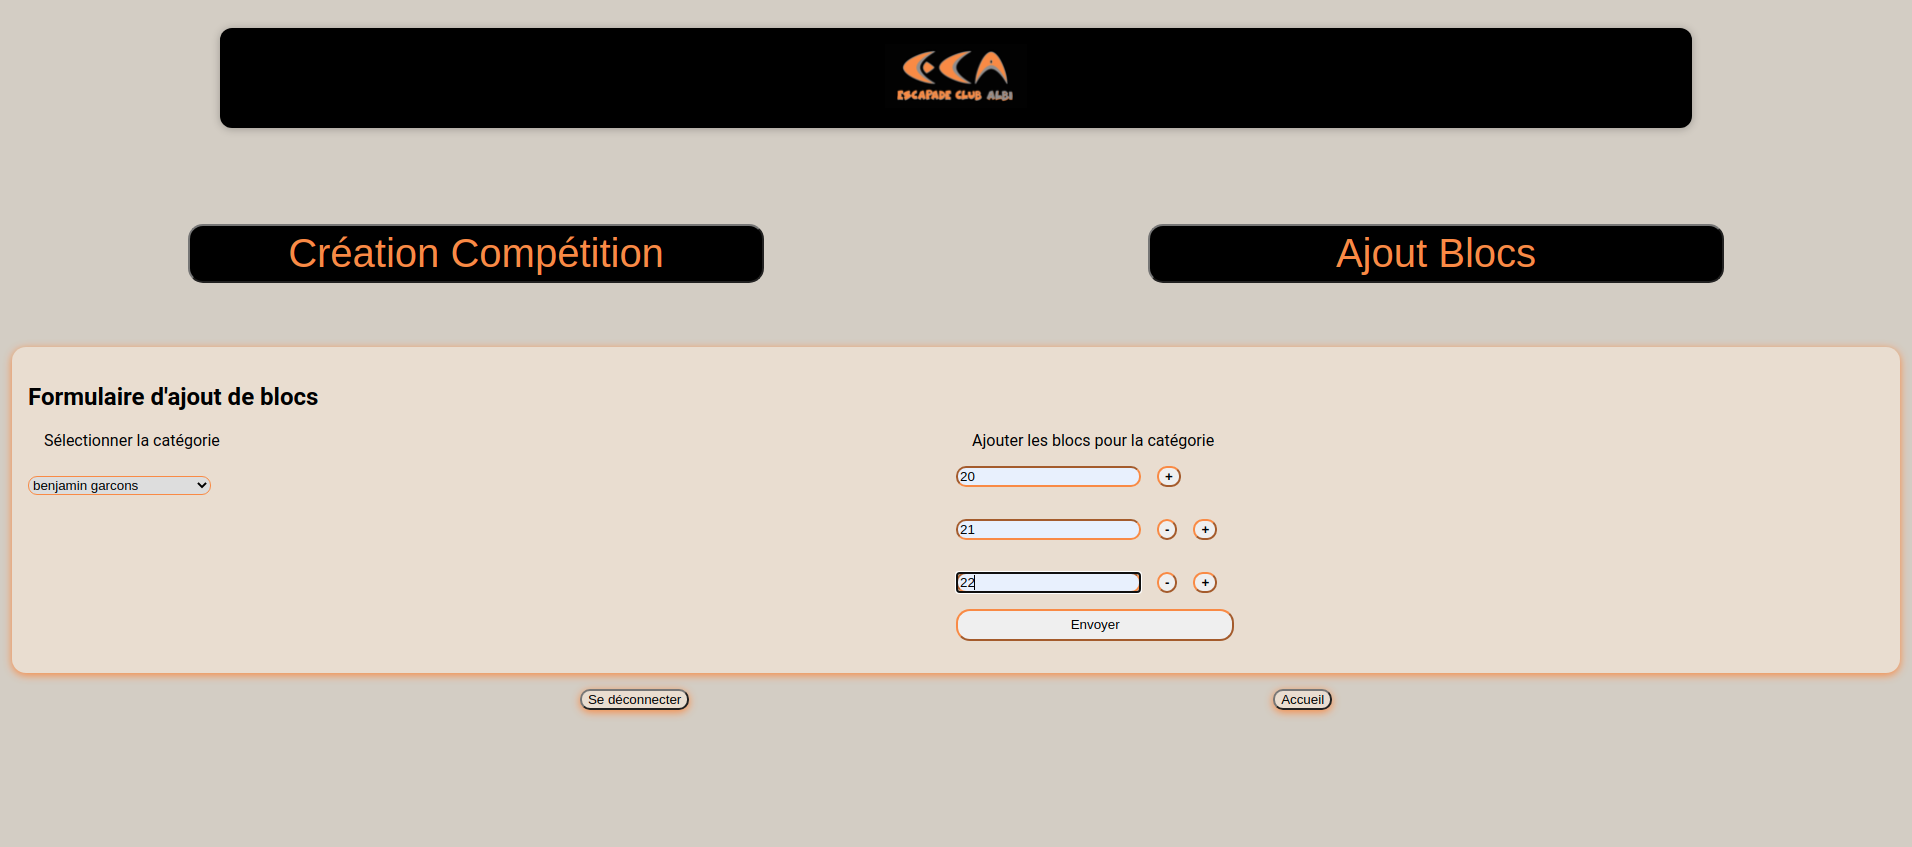 ESCAPADE CLUB ALBI
Création Compétition
Ajout Blocs
Formulaire d'ajout de blocs
Sélectionner la catégorie
Ajouter les blocs pour la catégorie
benjamin garcons
20
+
21
-
+
22
-
+
Envoyer
Se déconnecter
Accueil